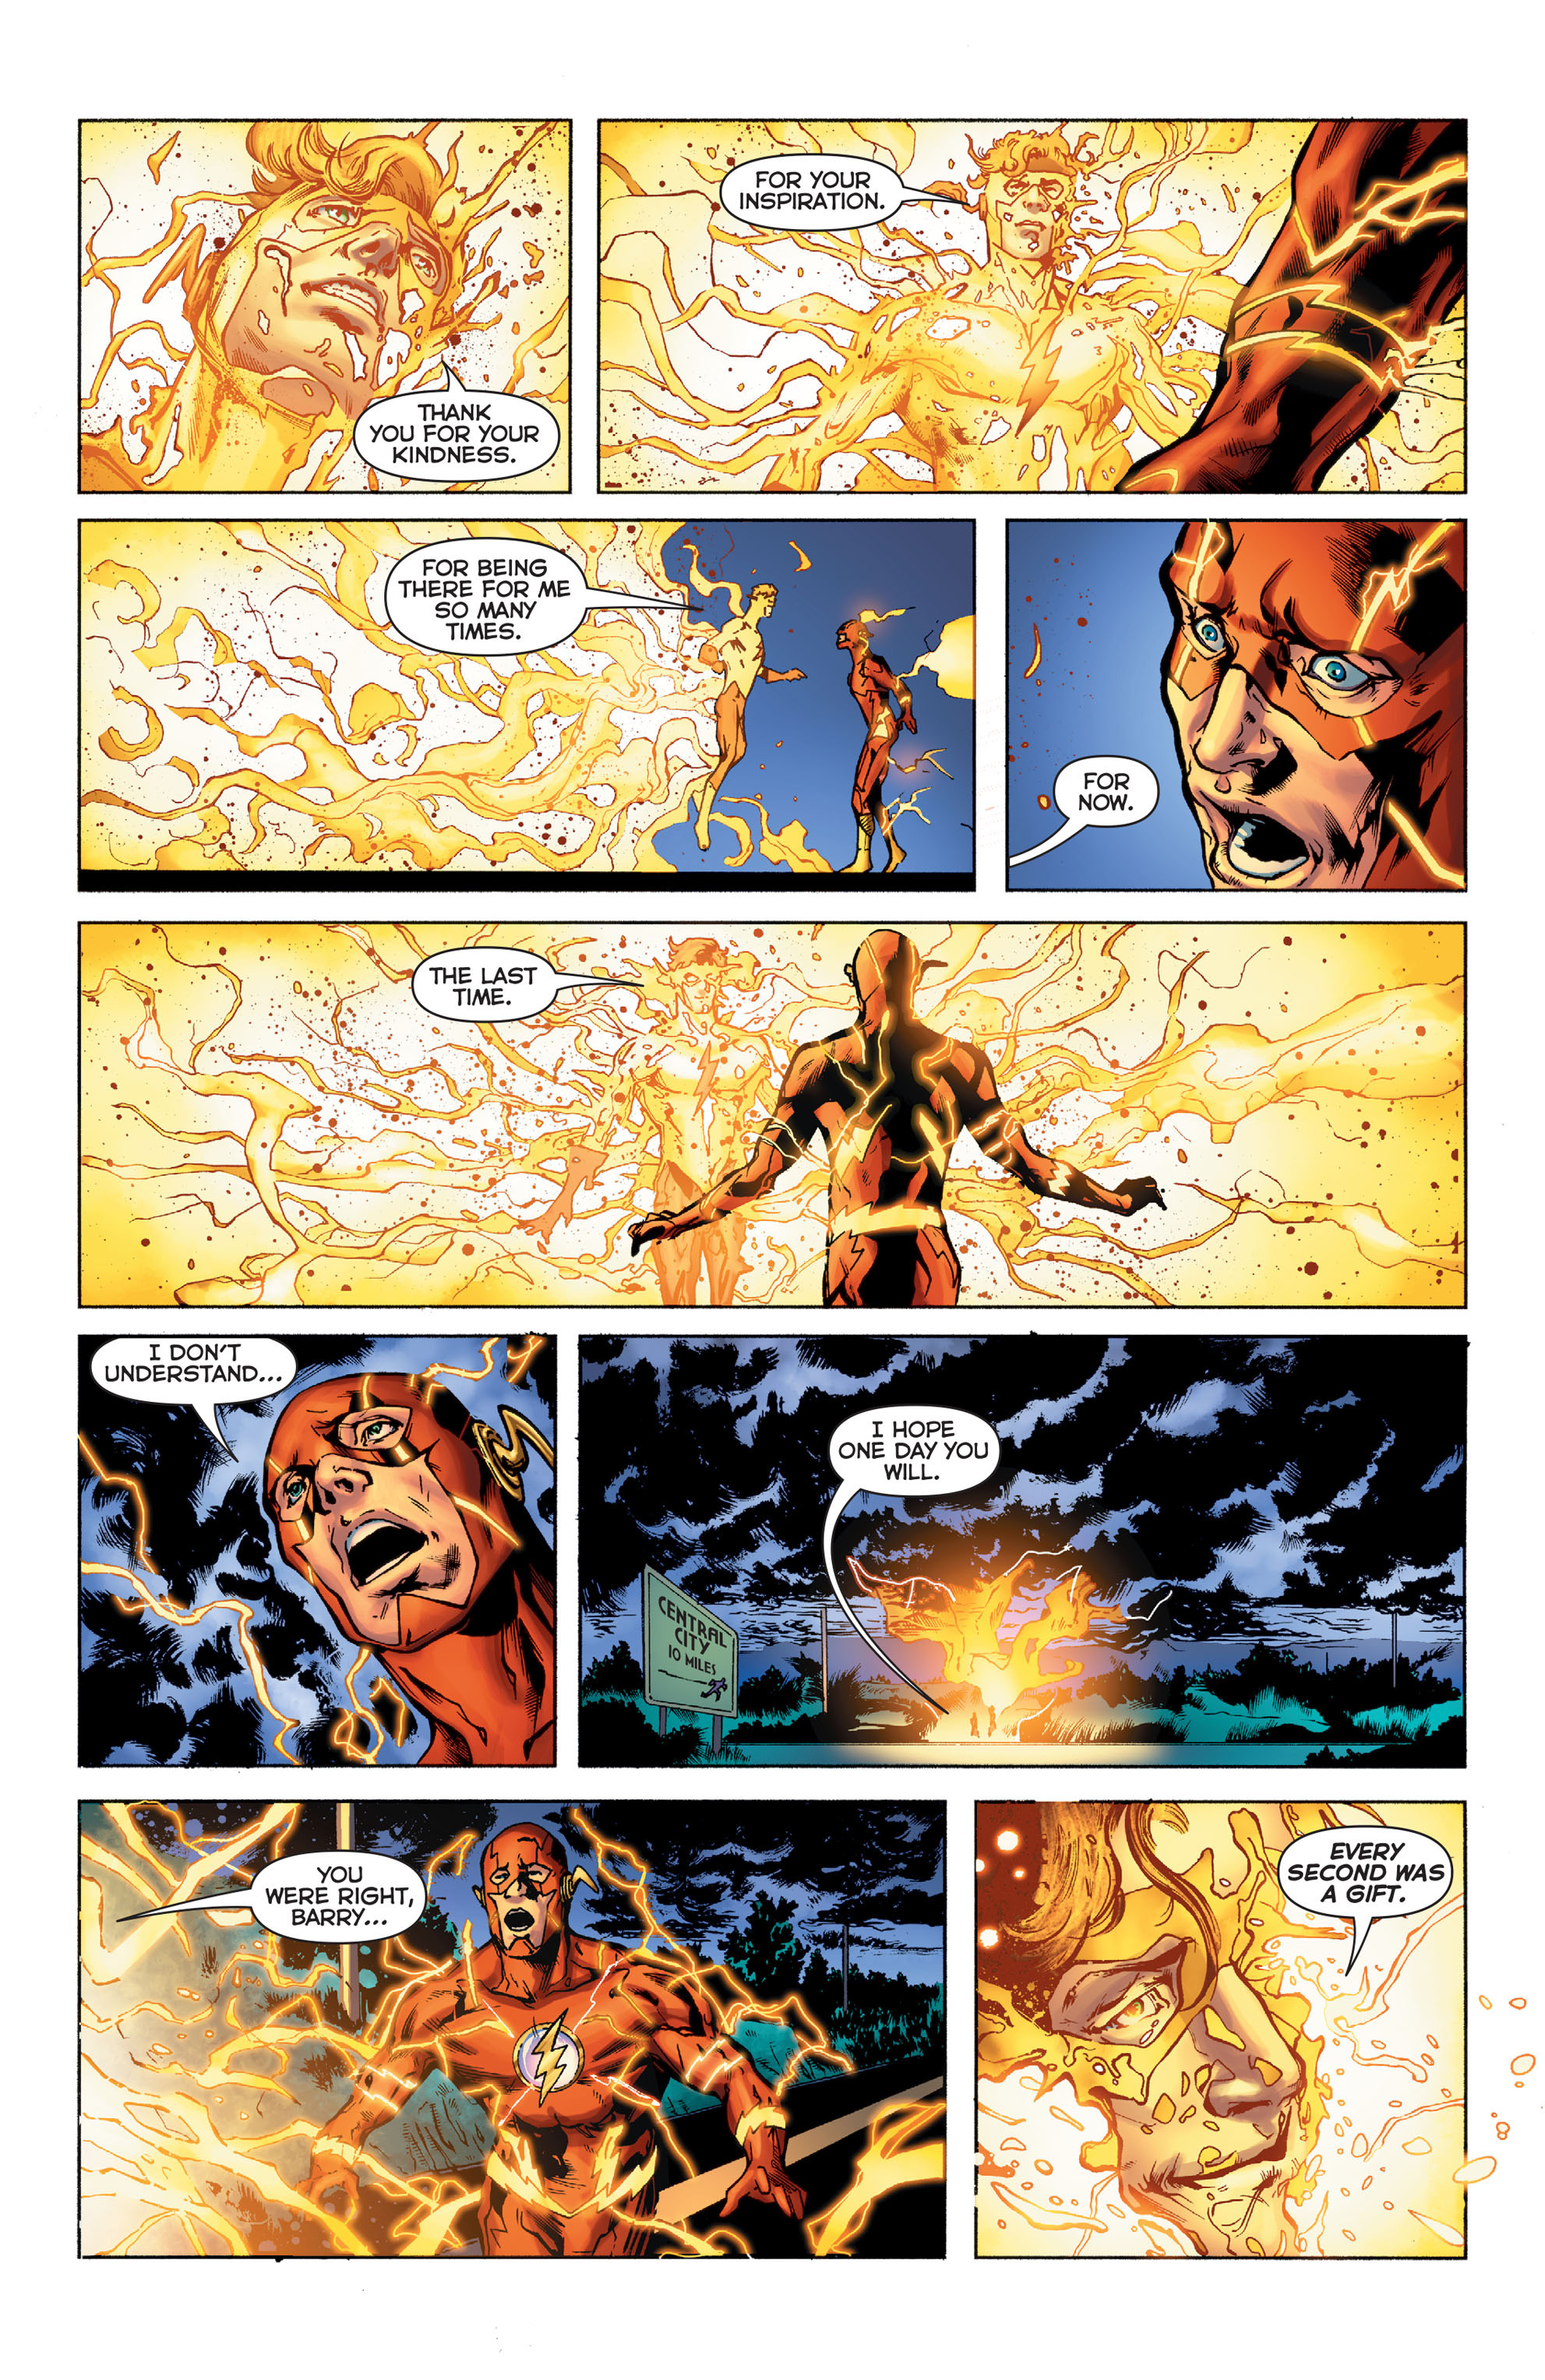 THANK
YOU FOR YOUR
KINDNESS.
FOR YOUR
INSPIRATION.
FOR BEING
THERE FOR ME
SO MANY
TIMES.
FOR
NOW.
THE LAST
TIME.
I DON'T
UNDERSTAND...
I HOPE
ONE DAY YOU
WILL.
CENTRAL
CITY
10 MILES
YOU
WERE RIGHT,
BARRY...
EVERY
SECOND WAS
A GIFT.